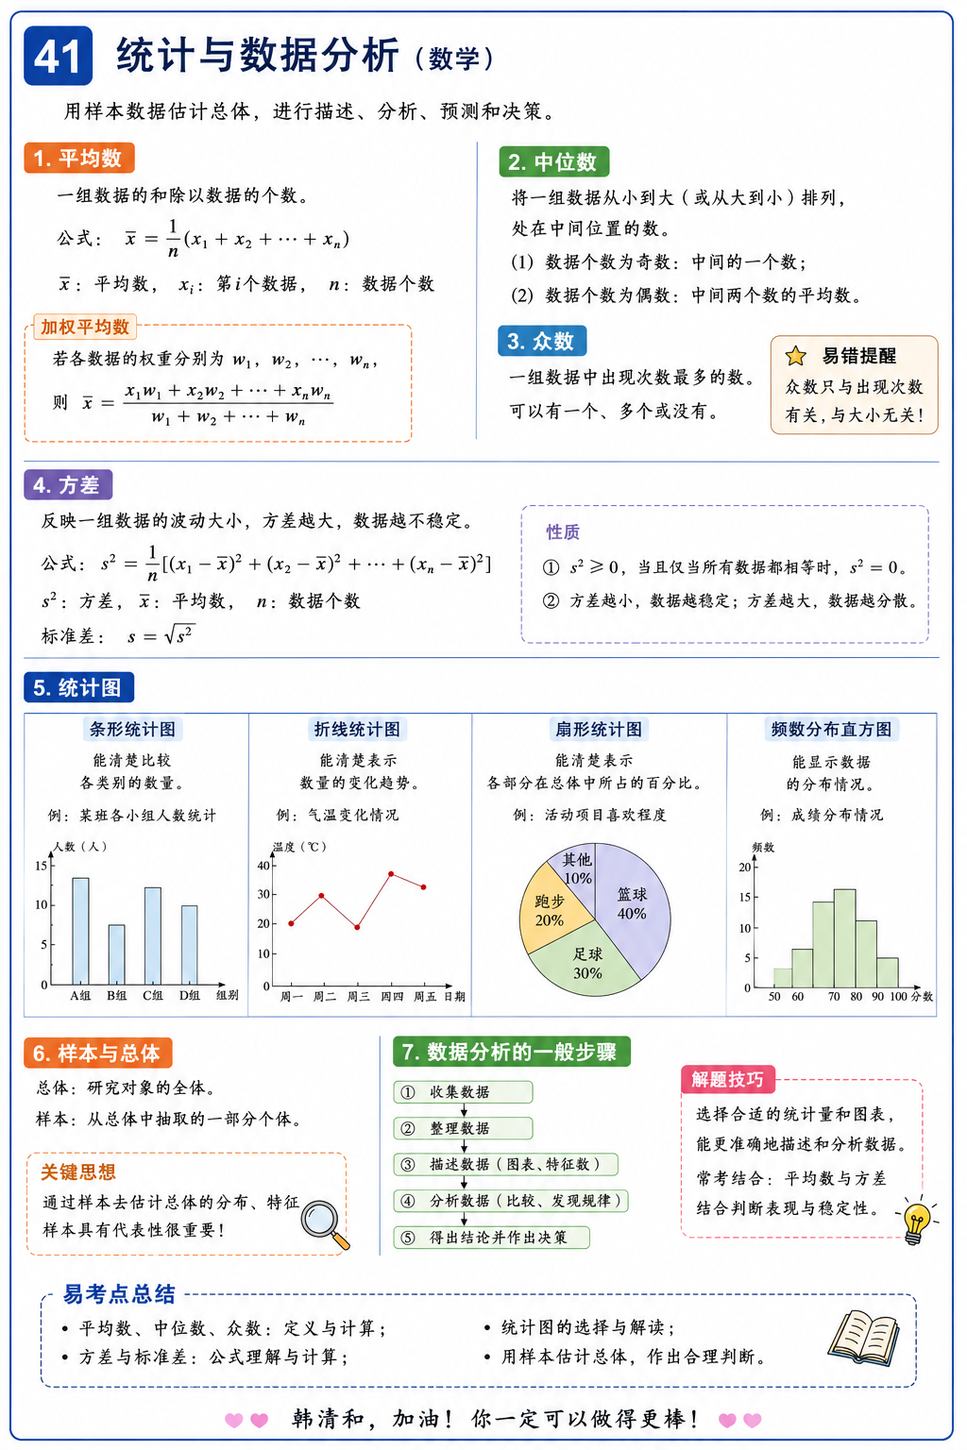 41 统计与数据分析（数学）
用样本数据估计总体，进行描述、分析、预测和决策。
1. 平均数
一组数据的和除以数据的个数。
公式： x̄ = 1/n (x₁ + x₂ + ⋯ + xₙ)
x̄：平均数， xᵢ：第i个数据， n：数据个数
加权平均数
若各数据的权重分别为 w₁，w₂，⋯，wₙ，
则 x̄ = (x₁w₁ + x₂w₂ + ⋯ + xₙwₙ)/(w₁ + w₂ + ⋯ + wₙ)
2. 中位数
将一组数据从小到大（或从大到小）排列，
处在中间位置的数。
(1) 数据个数为奇数：中间的一个数；
(2) 数据个数为偶数：中间两个数的平均数。
3. 众数
一组数据中出现次数最多的数。
可以有一个、多个或没有。
易错提醒
众数只与出现次数
有关，与大小无关！
4. 方差
反映一组数据的波动大小，方差越大，数据越不稳定。
公式： s² = 1/n [(x₁ − x̄)² + (x₂ − x̄)² + ⋯ + (xₙ − x̄)²]
s²：方差，x̄：平均数， n：数据个数
标准差： s = √s²
性质
① s² ⩾ 0，当且仅当所有数据都相等时，s² = 0。
② 方差越小，数据越稳定；方差越大，数据越分散。
5. 统计图
条形统计图
能清楚比较
各类别的数量。
例：某班各小组人数统计
人数（人）
15
10
5
0
A组 B组 C组 D组 组别
折线统计图
能清楚表示
数量的变化趋势。
例：气温变化情况
温度（℃）
40
30
20
10
0
周一 周二 周三 周四 周五 日期
扇形统计图
能清楚表示
各部分在总体中所占的百分比。
例：活动项目喜欢程度
其他
10%
篮球
40%
跑步
20%
足球
30%
频数分布直方图
能显示数据
的分布情况。
例：成绩分布情况
频数
20
15
10
5
0
50 60 70 80 90 100 分数
6. 样本与总体
总体：研究对象的全体。
样本：从总体中抽取的一部分个体。
关键思想
通过样本去估计总体的分布、特征
样本具有代表性很重要！
7. 数据分析的一般步骤
① 收集数据
② 整理数据
③ 描述数据（图表、特征数）
④ 分析数据（比较、发现规律）
⑤ 得出结论并作出决策
解题技巧
选择合适的统计量和图表，
能更准确地描述和分析数据。
常考结合：平均数与方差
结合判断表现与稳定性。
易考点总结
• 平均数、中位数、众数：定义与计算；
• 方差与标准差：公式理解与计算；
• 统计图的选择与解读；
• 用样本估计总体，作出合理判断。
韩清和，加油！你一定可以做得更棒！